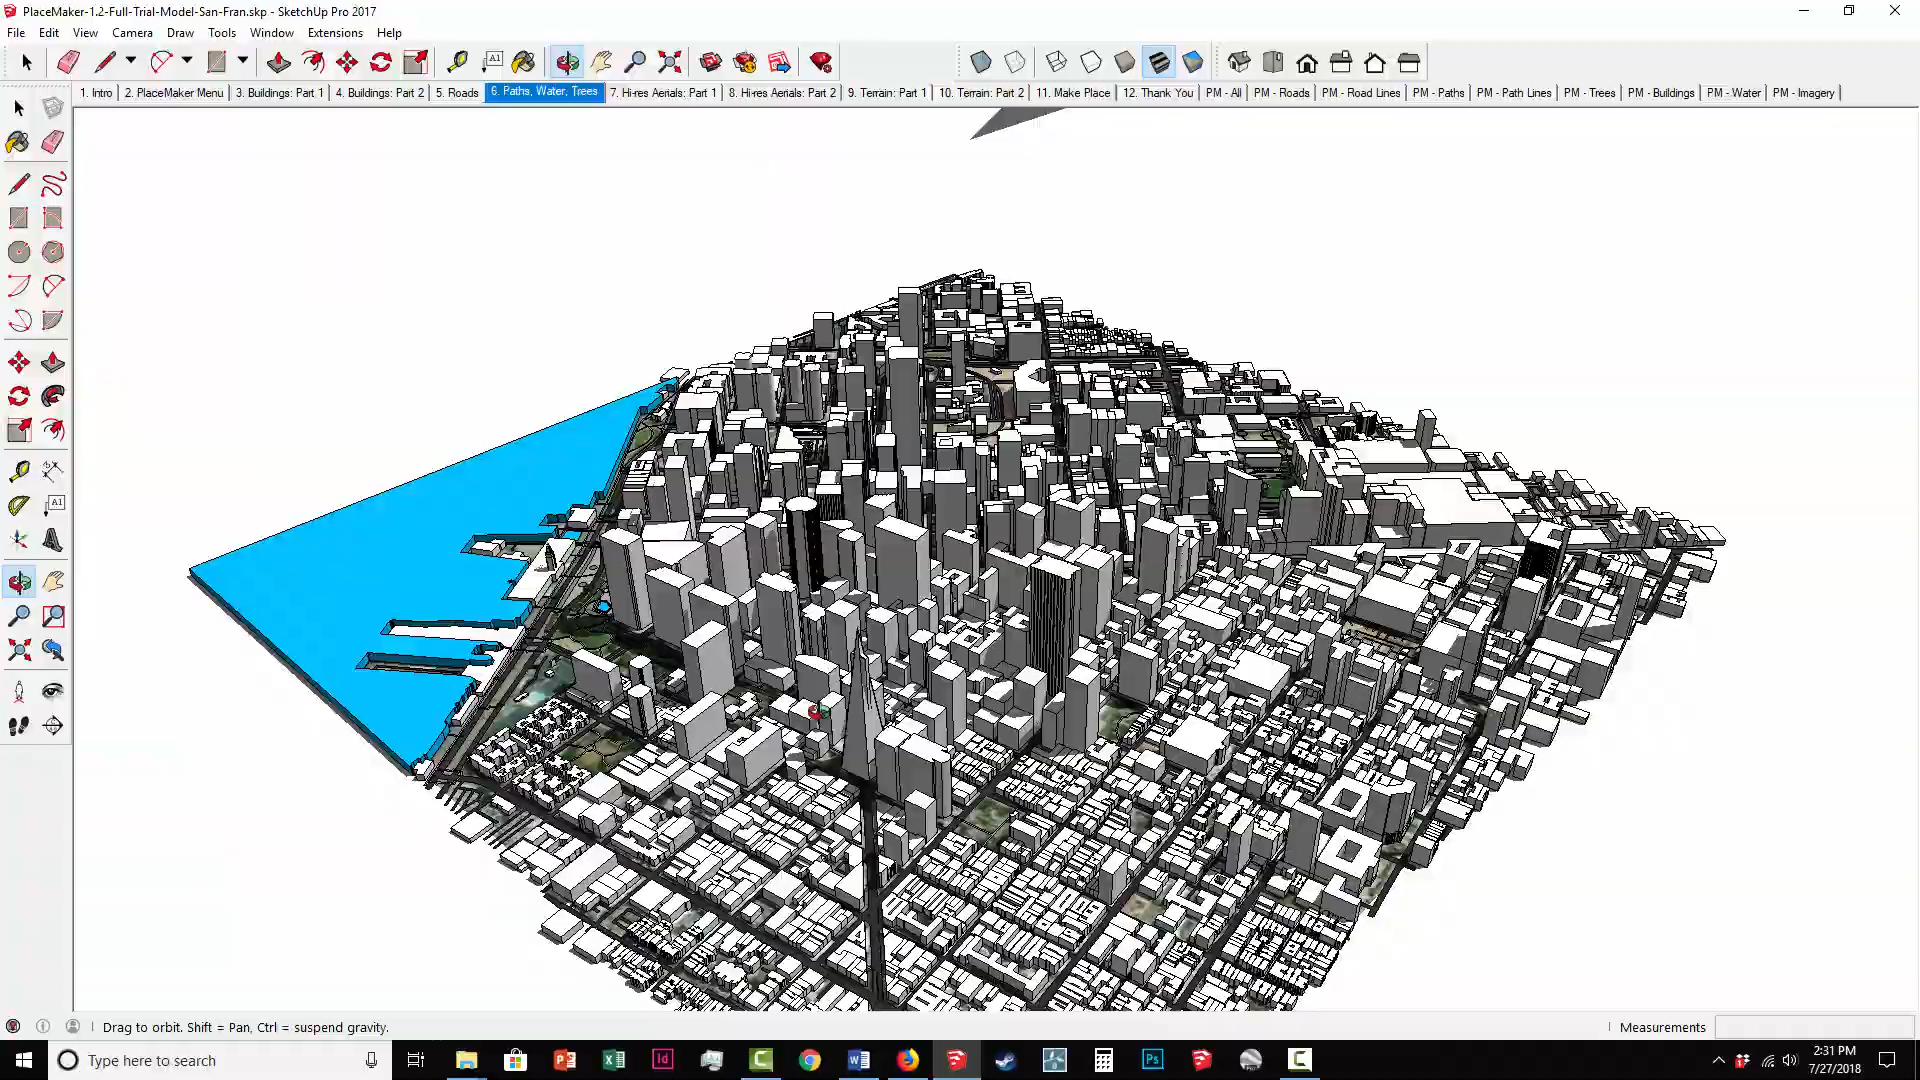 PlaceMaker-1.2-Full-Trial-Model-San-Fran.skp - SketchUp Pro 2017
File Edit View Camera Draw Tools Window Extensions Help
A1
1. Intro 2. PlaceMaker Menu 3. Buildings: Part 1 4. Buildings: Part 2 5. Roads 6. Paths, Water, Trees 7. Hi-res Aerials: Part 1 8. Hi-res Aerials: Part 2 9. Terrain: Part 1 10. Terrain: Part 2 11. Make Place 12. Thank You PM - All PM - Roads PM - Road Lines PM - Paths PM - Path Lines PM - Trees PM - Buildings PM - Water PM - Imagery
A1
Drag to orbit. Shift = Pan, Ctrl = suspend gravity.
Measurements
Type here to search
Id
Ps
2:31 PM
7/27/2018